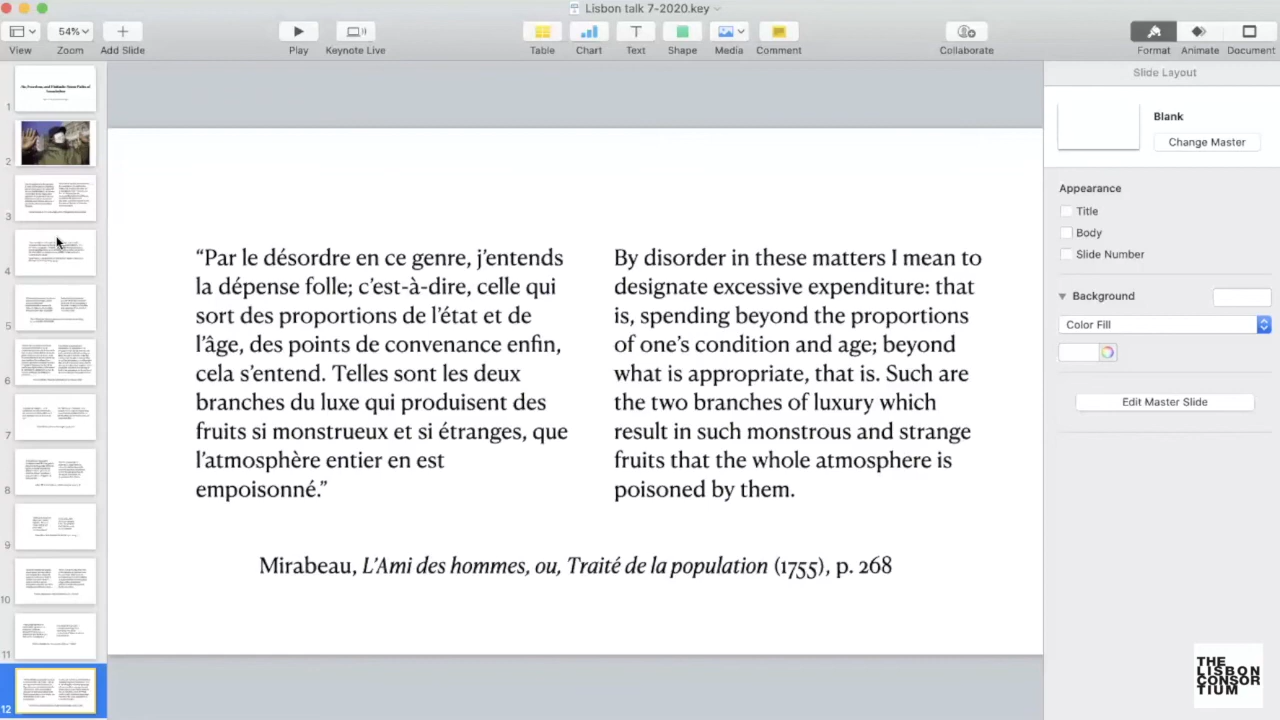 Lisbon talk 7-2020.key
54%
View
Zoom
Add Slide
Play
Keynote Live
Table
Chart
Text
Shape
Media
Comment
Collaborate
Format
Animate
Document
Slide Layout
Blank
Change Master
Appearance
Title
Body
Slide Number
Background
Color Fill
Edit Master Slide
1
2
3
4
5
6
7
8
9
10
11
12
“Par le désordre en ce genre, j’entends
la dépense folle; c’est-à-dire, celle qui
sort des proportions de l’état et de
l’âge, des points de convenance enfin,
cela s’entend. Telles sont les deux
branches du luxe qui produisent des
fruits si monstrueux et si étranges, que
l’atmosphère entier en est
empoisonné.”
By disorder in these matters I mean to
designate excessive expenditure: that
is, spending beyond the proportions
of one’s condition and age; beyond
what is appropriate, that is. Such are
the two branches of luxury which
result in such monstrous and strange
fruits that the whole atmosphere is
poisoned by them.
Mirabeau, L’Ami des hommes, ou, Traité de la population (1755), p. 268
THE
LISBON
CONSOR
TIUM